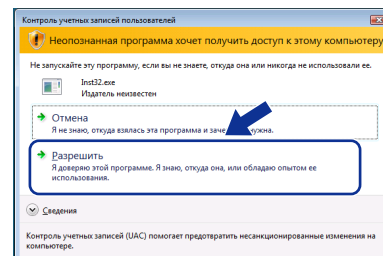 Контроль учетных записей пользователей
Неопознанная программа хочет получить доступ к этому компьютеру
Не запускайте эту программу, если вы не знаете, откуда она или никогда не использовали ее.
Inst32.exe
Издатель неизвестен
Отмена
Я не знаю, откуда взялась эта программа и заче нужна.
Разрешить
Я доверяю этой программе. Я знаю, откуда она, или обладаю опытом ее
использования.
Сведения
Контроль учетных записей (UAC) помогает предотвратить несанкционированные изменения на
компьютере.